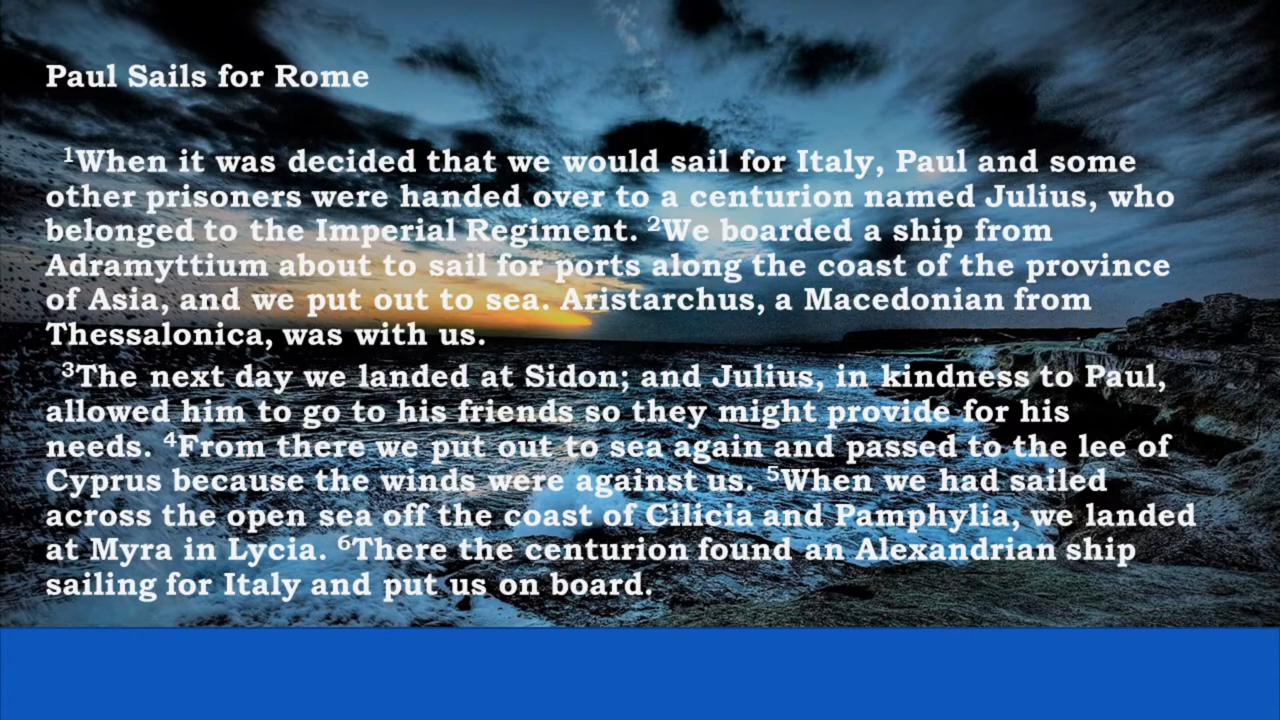 Paul Sails for Rome
¹When it was decided that we would sail for Italy, Paul and some
other prisoners were handed over to a centurion named Julius, who
belonged to the Imperial Regiment. ²We boarded a ship from
Adramyttium about to sail for ports along the coast of the province
of Asia, and we put out to sea. Aristarchus, a Macedonian from
Thessalonica, was with us.
³The next day we landed at Sidon; and Julius, in kindness to Paul,
allowed him to go to his friends so they might provide for his
needs. ⁴From there we put out to sea again and passed to the lee of
Cyprus because the winds were against us. ⁵When we had sailed
across the open sea off the coast of Cilicia and Pamphylia, we landed
at Myra in Lycia. ⁶There the centurion found an Alexandrian ship
sailing for Italy and put us on board.